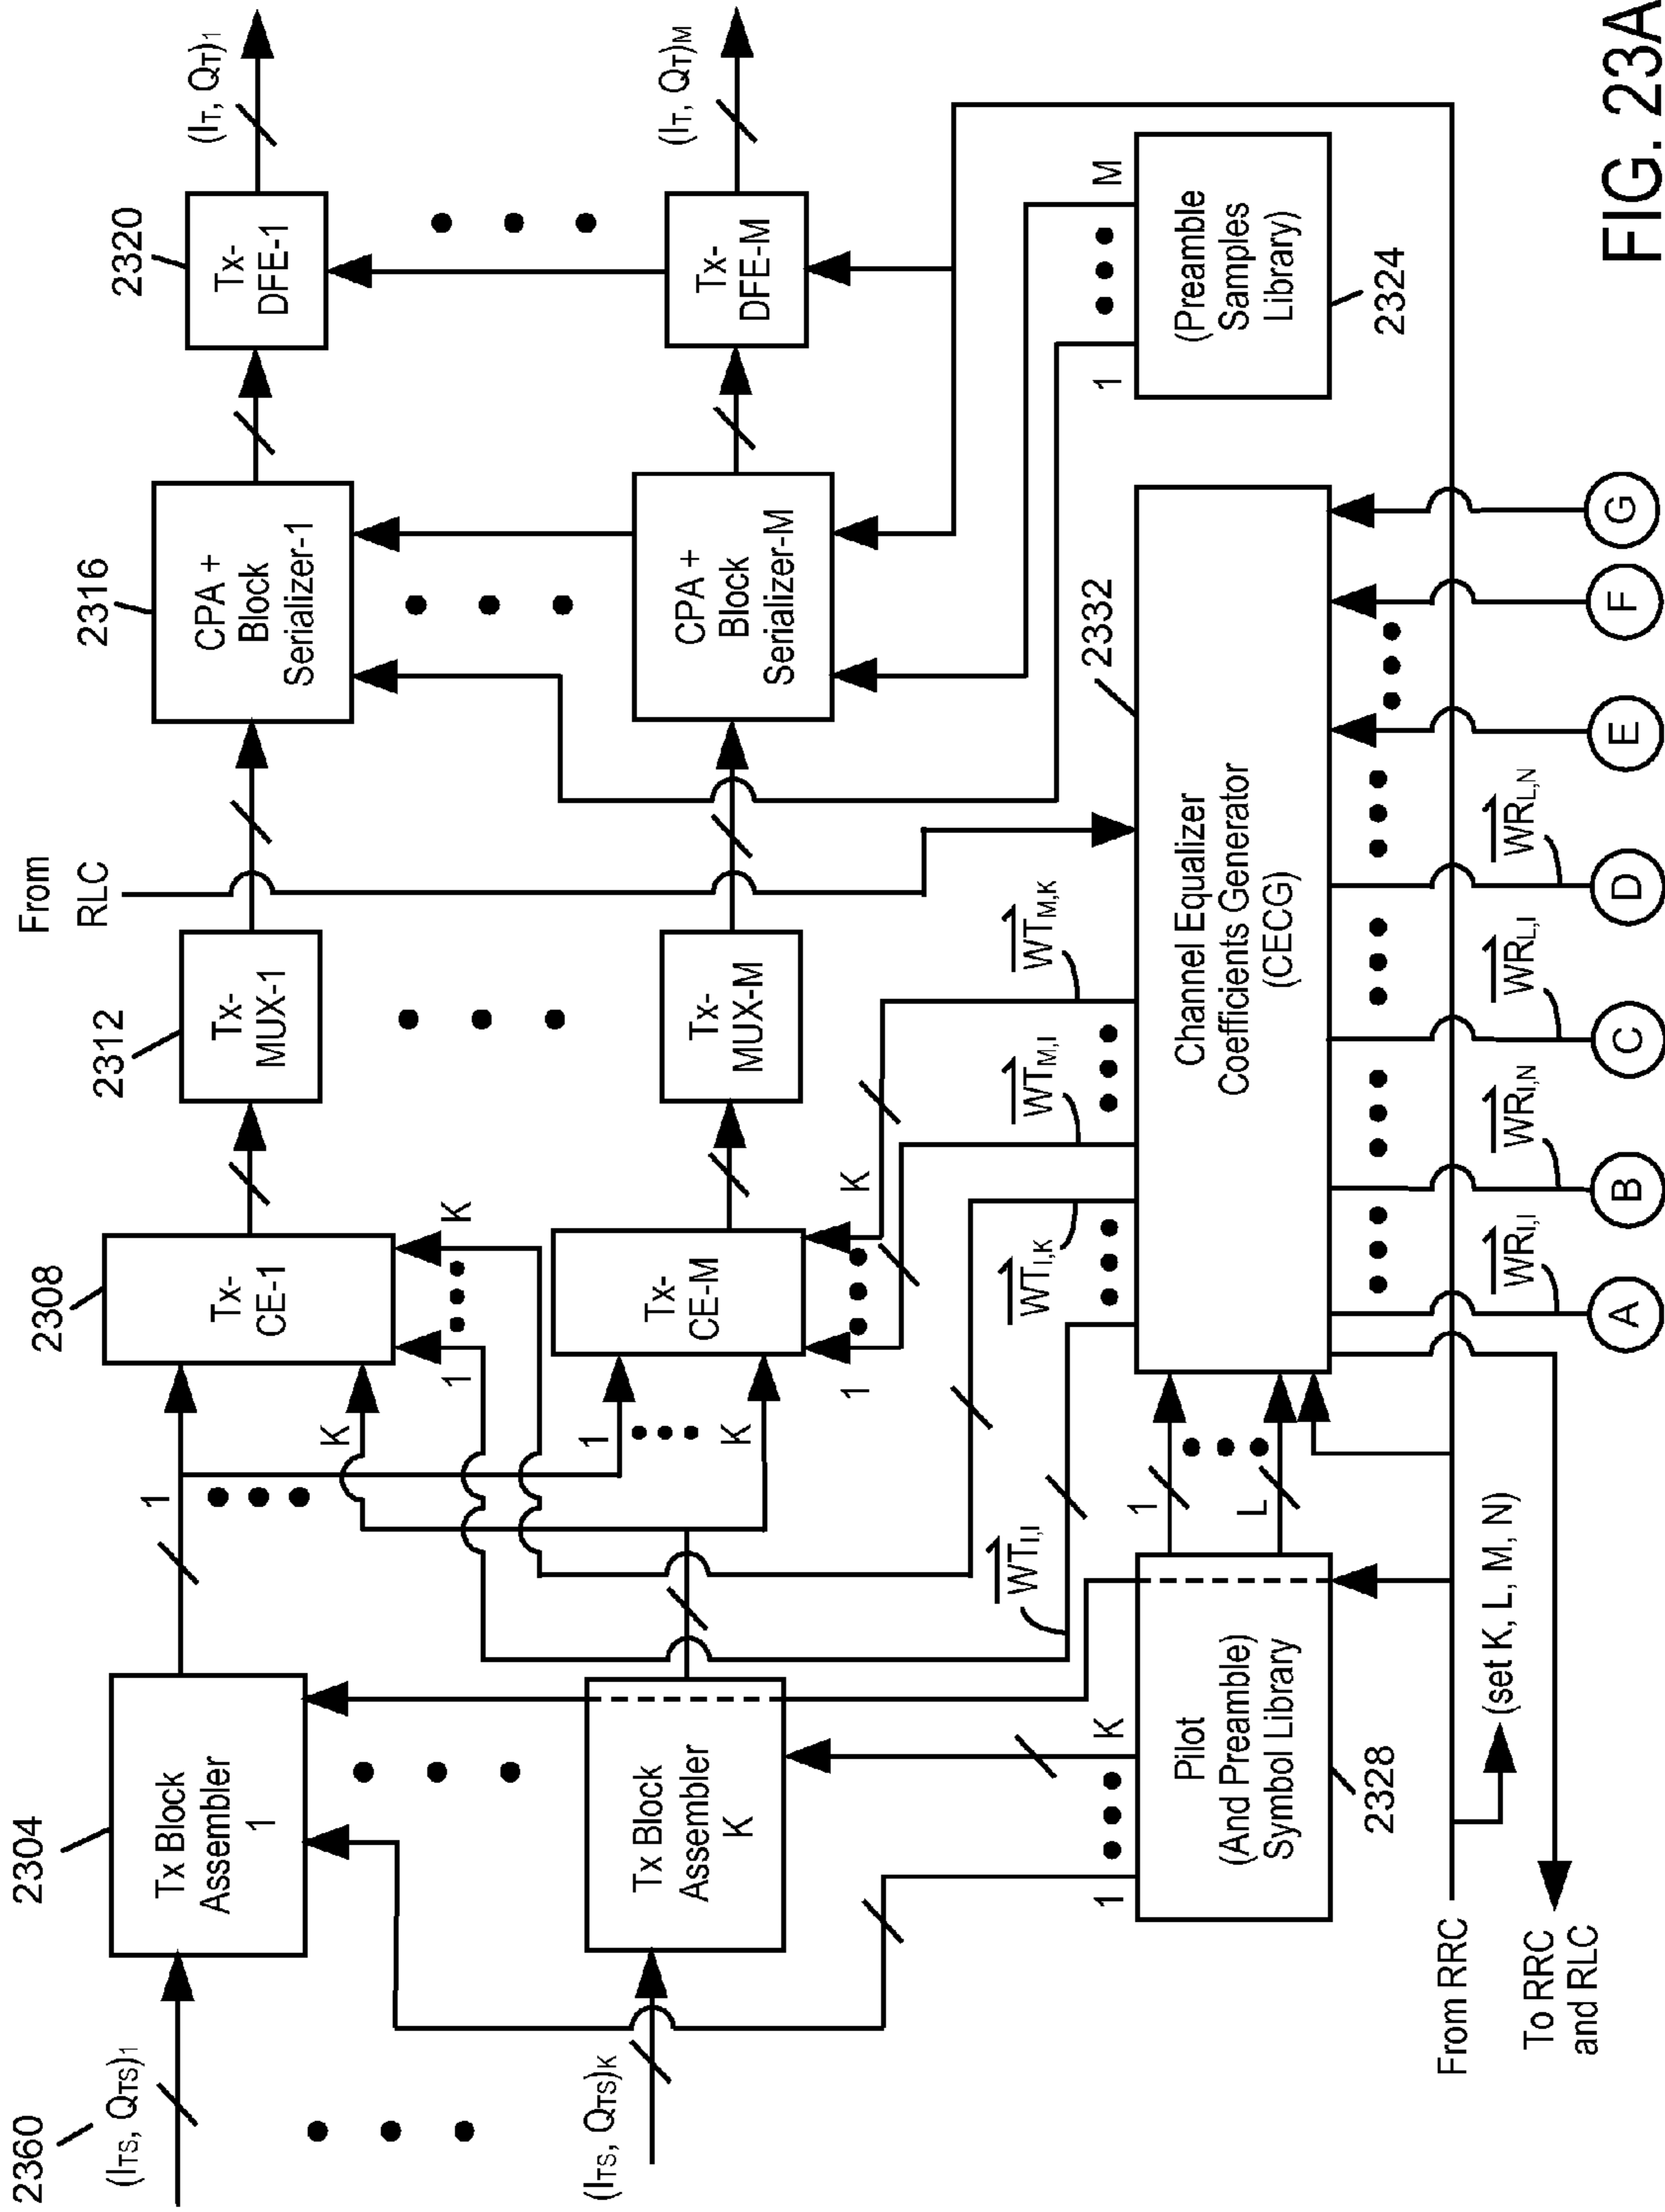 2360
(ITS, QTS)1
(ITS, QTS)K
2304
Tx Block
Assembler
1
Tx Block
Assembler
K
1
K
1
K
2308
Tx-
CE-1
1
K
Tx-
CE-M
1
K
2312
Tx-
MUX-1
Tx-
MUX-M
From
RLC
2316
CPA +
Block
Serializer-1
CPA +
Block
Serializer-M
2320
Tx-
DFE-1
Tx-
DFE-M
(IT, QT)1
(IT, QT)M
WTI,I
WTI,K
WTM,I
WTM,K
1
K
Pilot
(And Preamble)
Symbol Library
2328
1
L
2332
Channel Equalizer
Coefficients Generator
(CECG)
1
M
(Preamble
Samples
Library)
2324
From RRC
(set K, L, M, N)
To RRC
and RLC
WRI,I
WRI,N
WRL,I
WRL,N
A
B
C
D
E
F
G
FIG. 23A